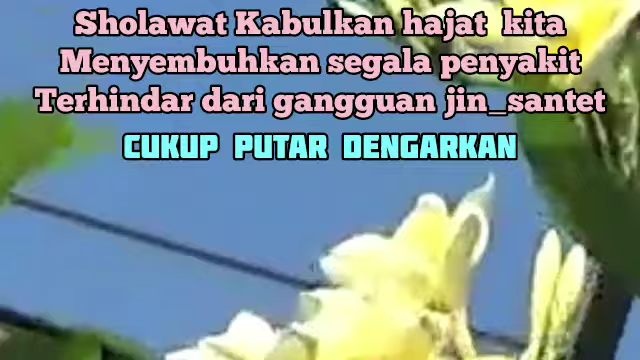 Sholawat Kabulkan hajat kita
Menyembuhkan segala penyakit
Terhindar dari gangguan jin_santet
CUKUP PUTAR DENGARKAN